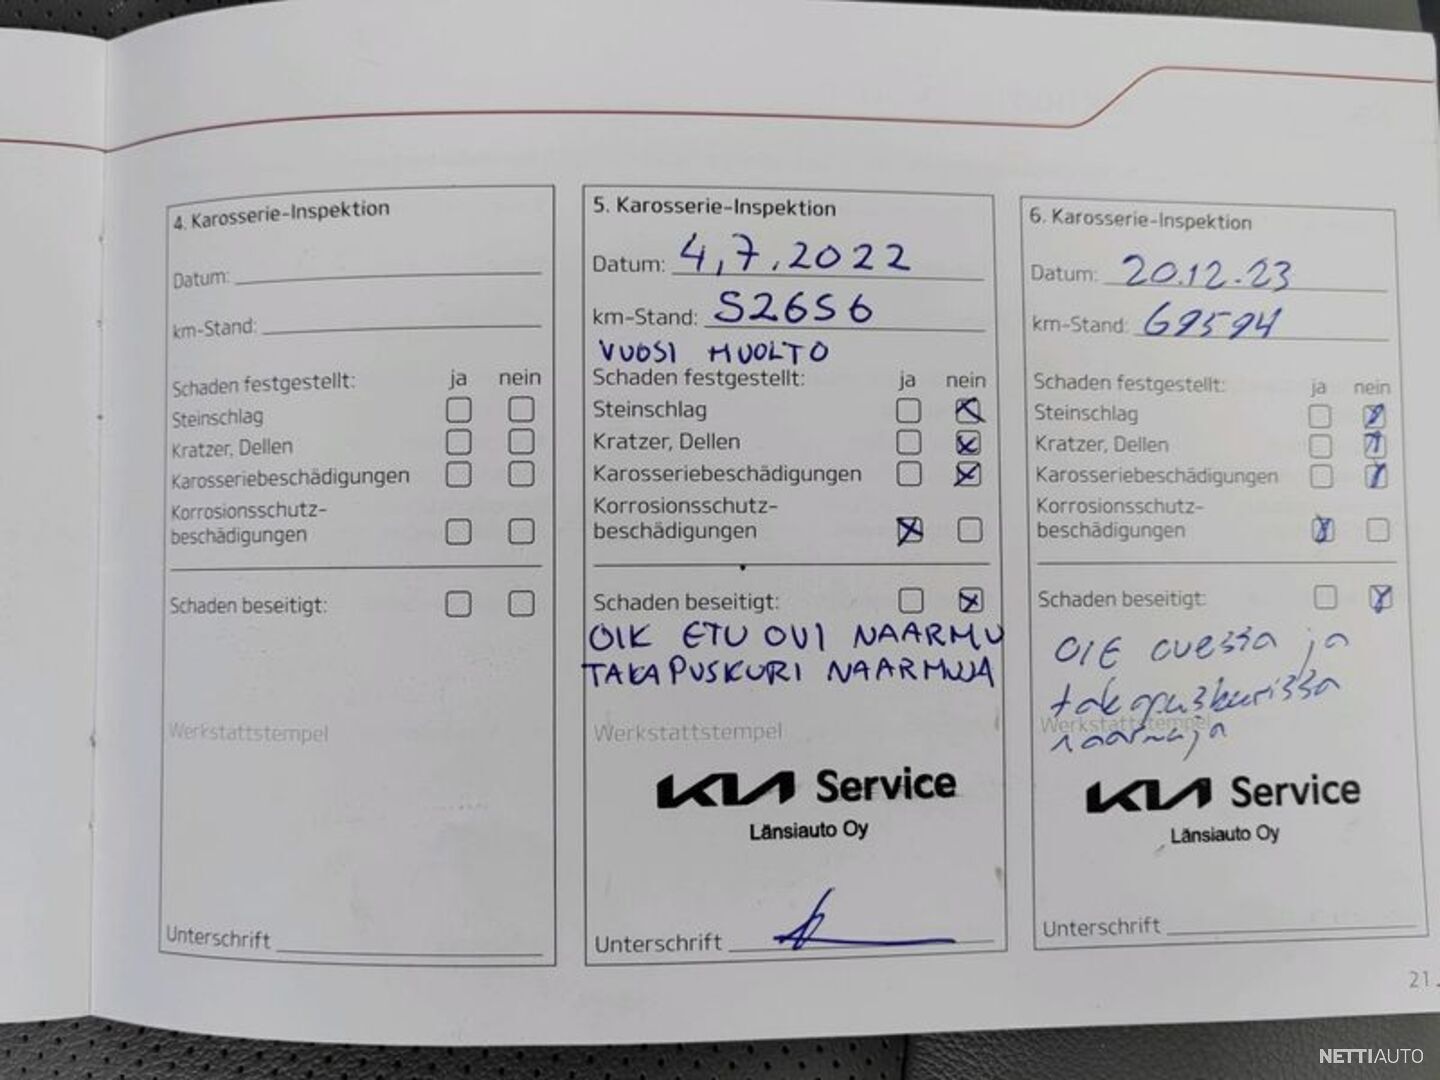 4. Karosserie-Inspektion
Datum:
km-Stand:
Schaden festgestellt: ja nein
Steinschlag
Kratzer, Dellen
Karosseriebeschädigungen
Korrosionsschutz-
beschädigungen
Schaden beseitigt:
Werkstattstempel
Unterschrift
5. Karosserie-Inspektion
Datum: 4,7.2022
km-Stand: 52656
VUOSI HUOLTO
Schaden festgestellt: ja nein
Steinschlag
Kratzer, Dellen
Karosseriebeschädigungen
Korrosionsschutz-
beschädigungen
Schaden beseitigt:
OIK ETU OVI NAARMU
TAKAPUSKURI NAARMUJA
Werkstattstempel
KIA Service
Länsiauto Oy
Unterschrift
6. Karosserie-Inspektion
Datum: 20.12.23
km-Stand: 69594
Schaden festgestellt: ja nein
Steinschlag
Kratzer, Dellen
Karosseriebeschädigungen
Korrosionsschutz-
beschädigungen
Schaden beseitigt:
ovessa ja
takapuskurissa
Werkstattstempel
naarmuja
KIA Service
Länsiauto Oy
Unterschrift
21
NETTIAUTO